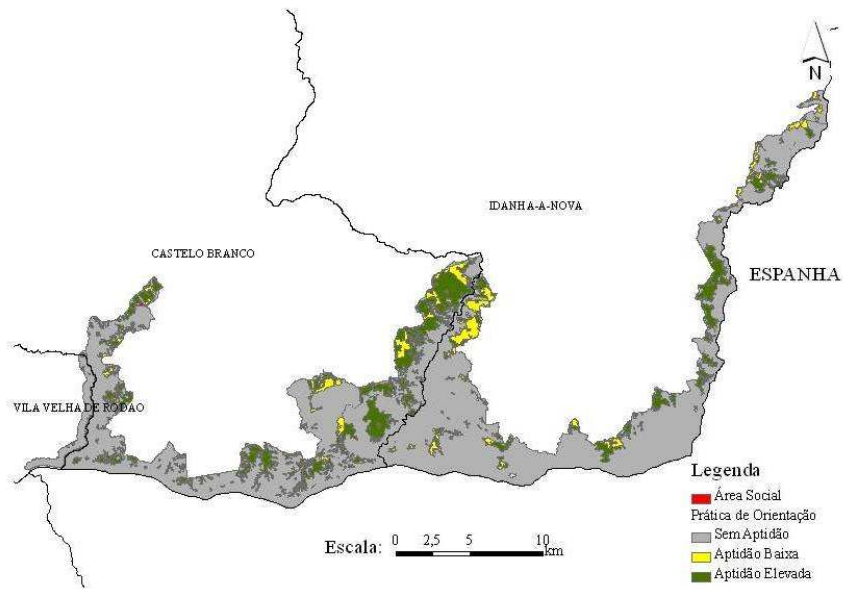 N
IDANHA-A-NOVA
CASTELO BRANCO
ESPANHA
VILA VELHA DE RODÃO
Legenda
Área Social
Prática de Orientação
Sem Aptidão
Aptidão Baixa
Aptidão Elevada
Escala: 0 2,5 5 10 km